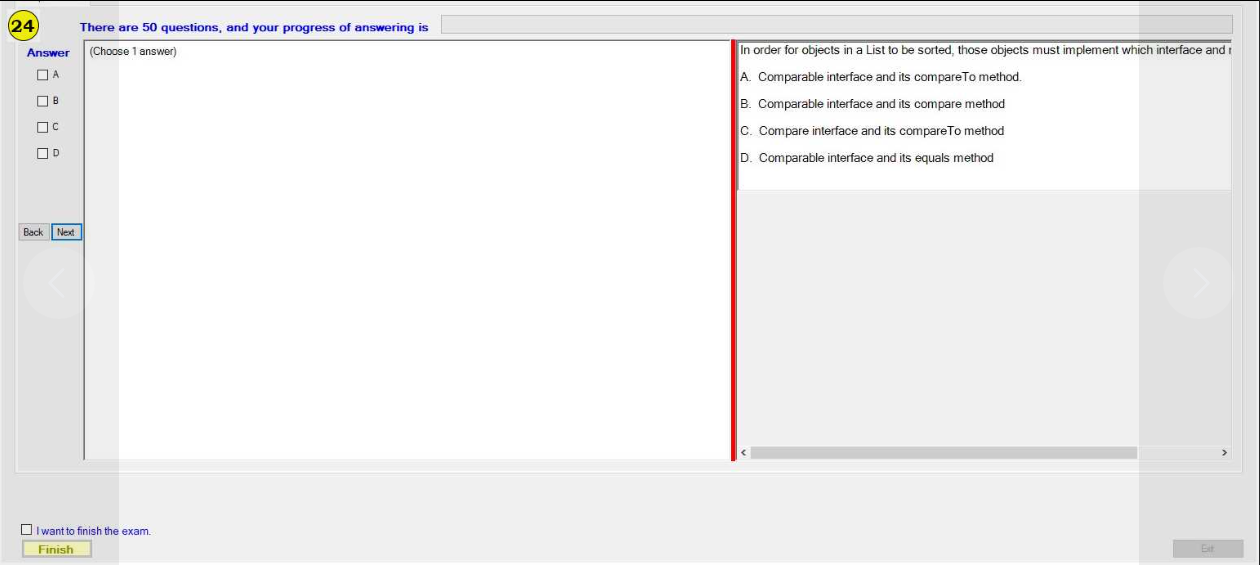 24
There are 50 questions, and your progress of answering is
Answer
(Choose 1 answer)
A
B
C
D
Back Next
In order for objects in a List to be sorted, those objects must implement which interface and
A. Comparable interface and its compareTo method.
B. Comparable interface and its compare method
C. Compare interface and its compareTo method
D. Comparable interface and its equals method
I want to finish the exam.
Finish
Exit